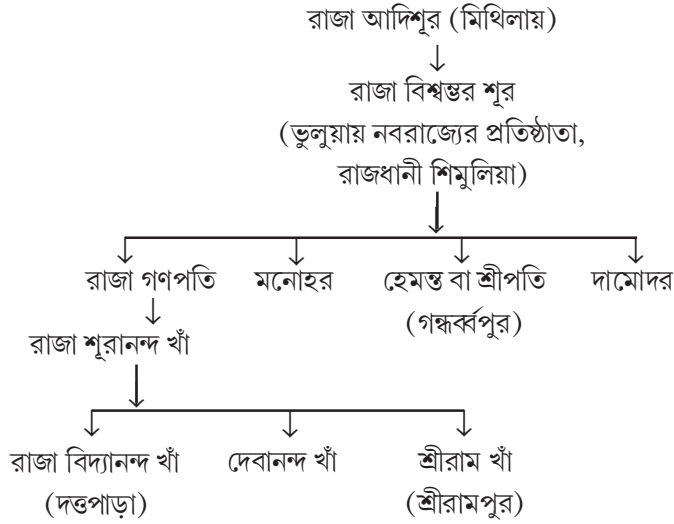 রাজা আদিশূর (মিথিলায়)
রাজা বিশ্বম্ভর শূর
(ভুলুয়ায় নবরাজ্যের প্রতিষ্ঠাতা,
রাজধানী শিমুলিয়া)
রাজা গণপতি মনোহর হেমন্ত বা শ্রীপতি দামোদর
(গন্ধর্ব্বপুর)
রাজা শূরানন্দ খাঁ
রাজা বিদ্যানন্দ খাঁ দেবানন্দ খাঁ শ্রীরাম খাঁ
(দত্তপাড়া) (শ্রীরামপুর)